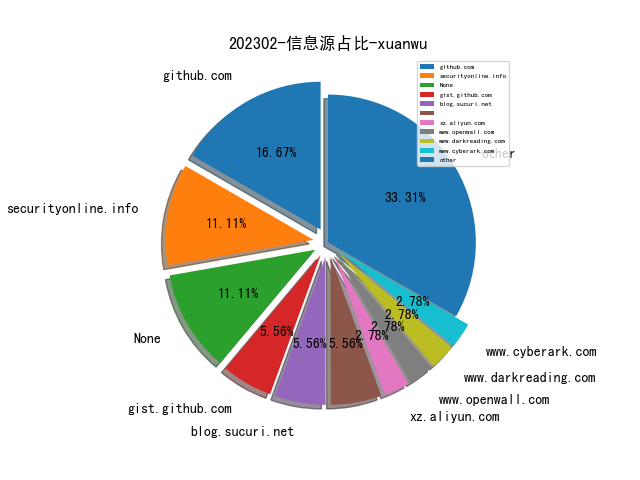 202302-信息源占比-xuanwu
github.com
16.67%
securityonline.info
11.11%
None
11.11%
gist.github.com
5.56%
blog.sucuri.net
5.56%
5.56%
xz.aliyun.com
2.78%
www.openwall.com
2.78%
www.darkreading.com
2.78%
www.cyberark.com
2.78%
other
33.31%
github.com
securityonline.info
None
gist.github.com
blog.sucuri.net
xz.aliyun.com
www.openwall.com
www.darkreading.com
www.cyberark.com
other